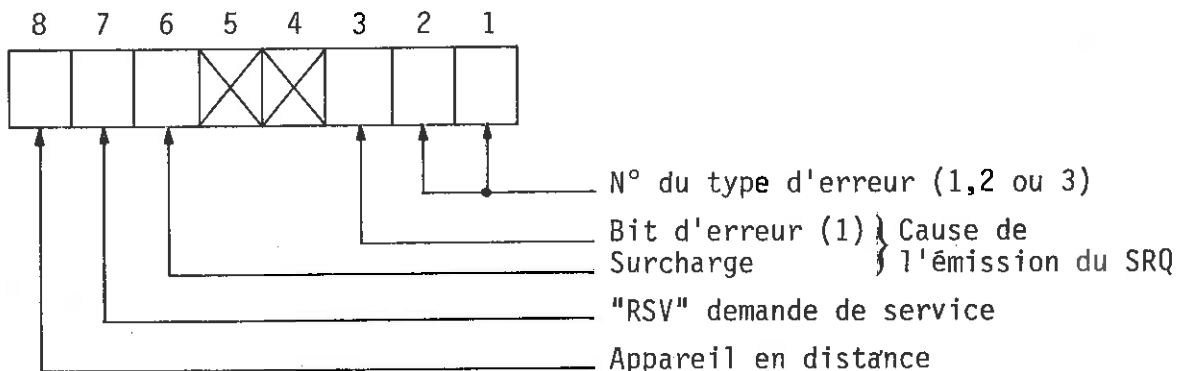 8 7 6 5 4 3 2 1
N° du type d'erreur (1,2 ou 3)
Bit d'erreur (1) } Cause de
Surcharge l'émission du SRQ
"RSV" demande de service
Appareil en distance